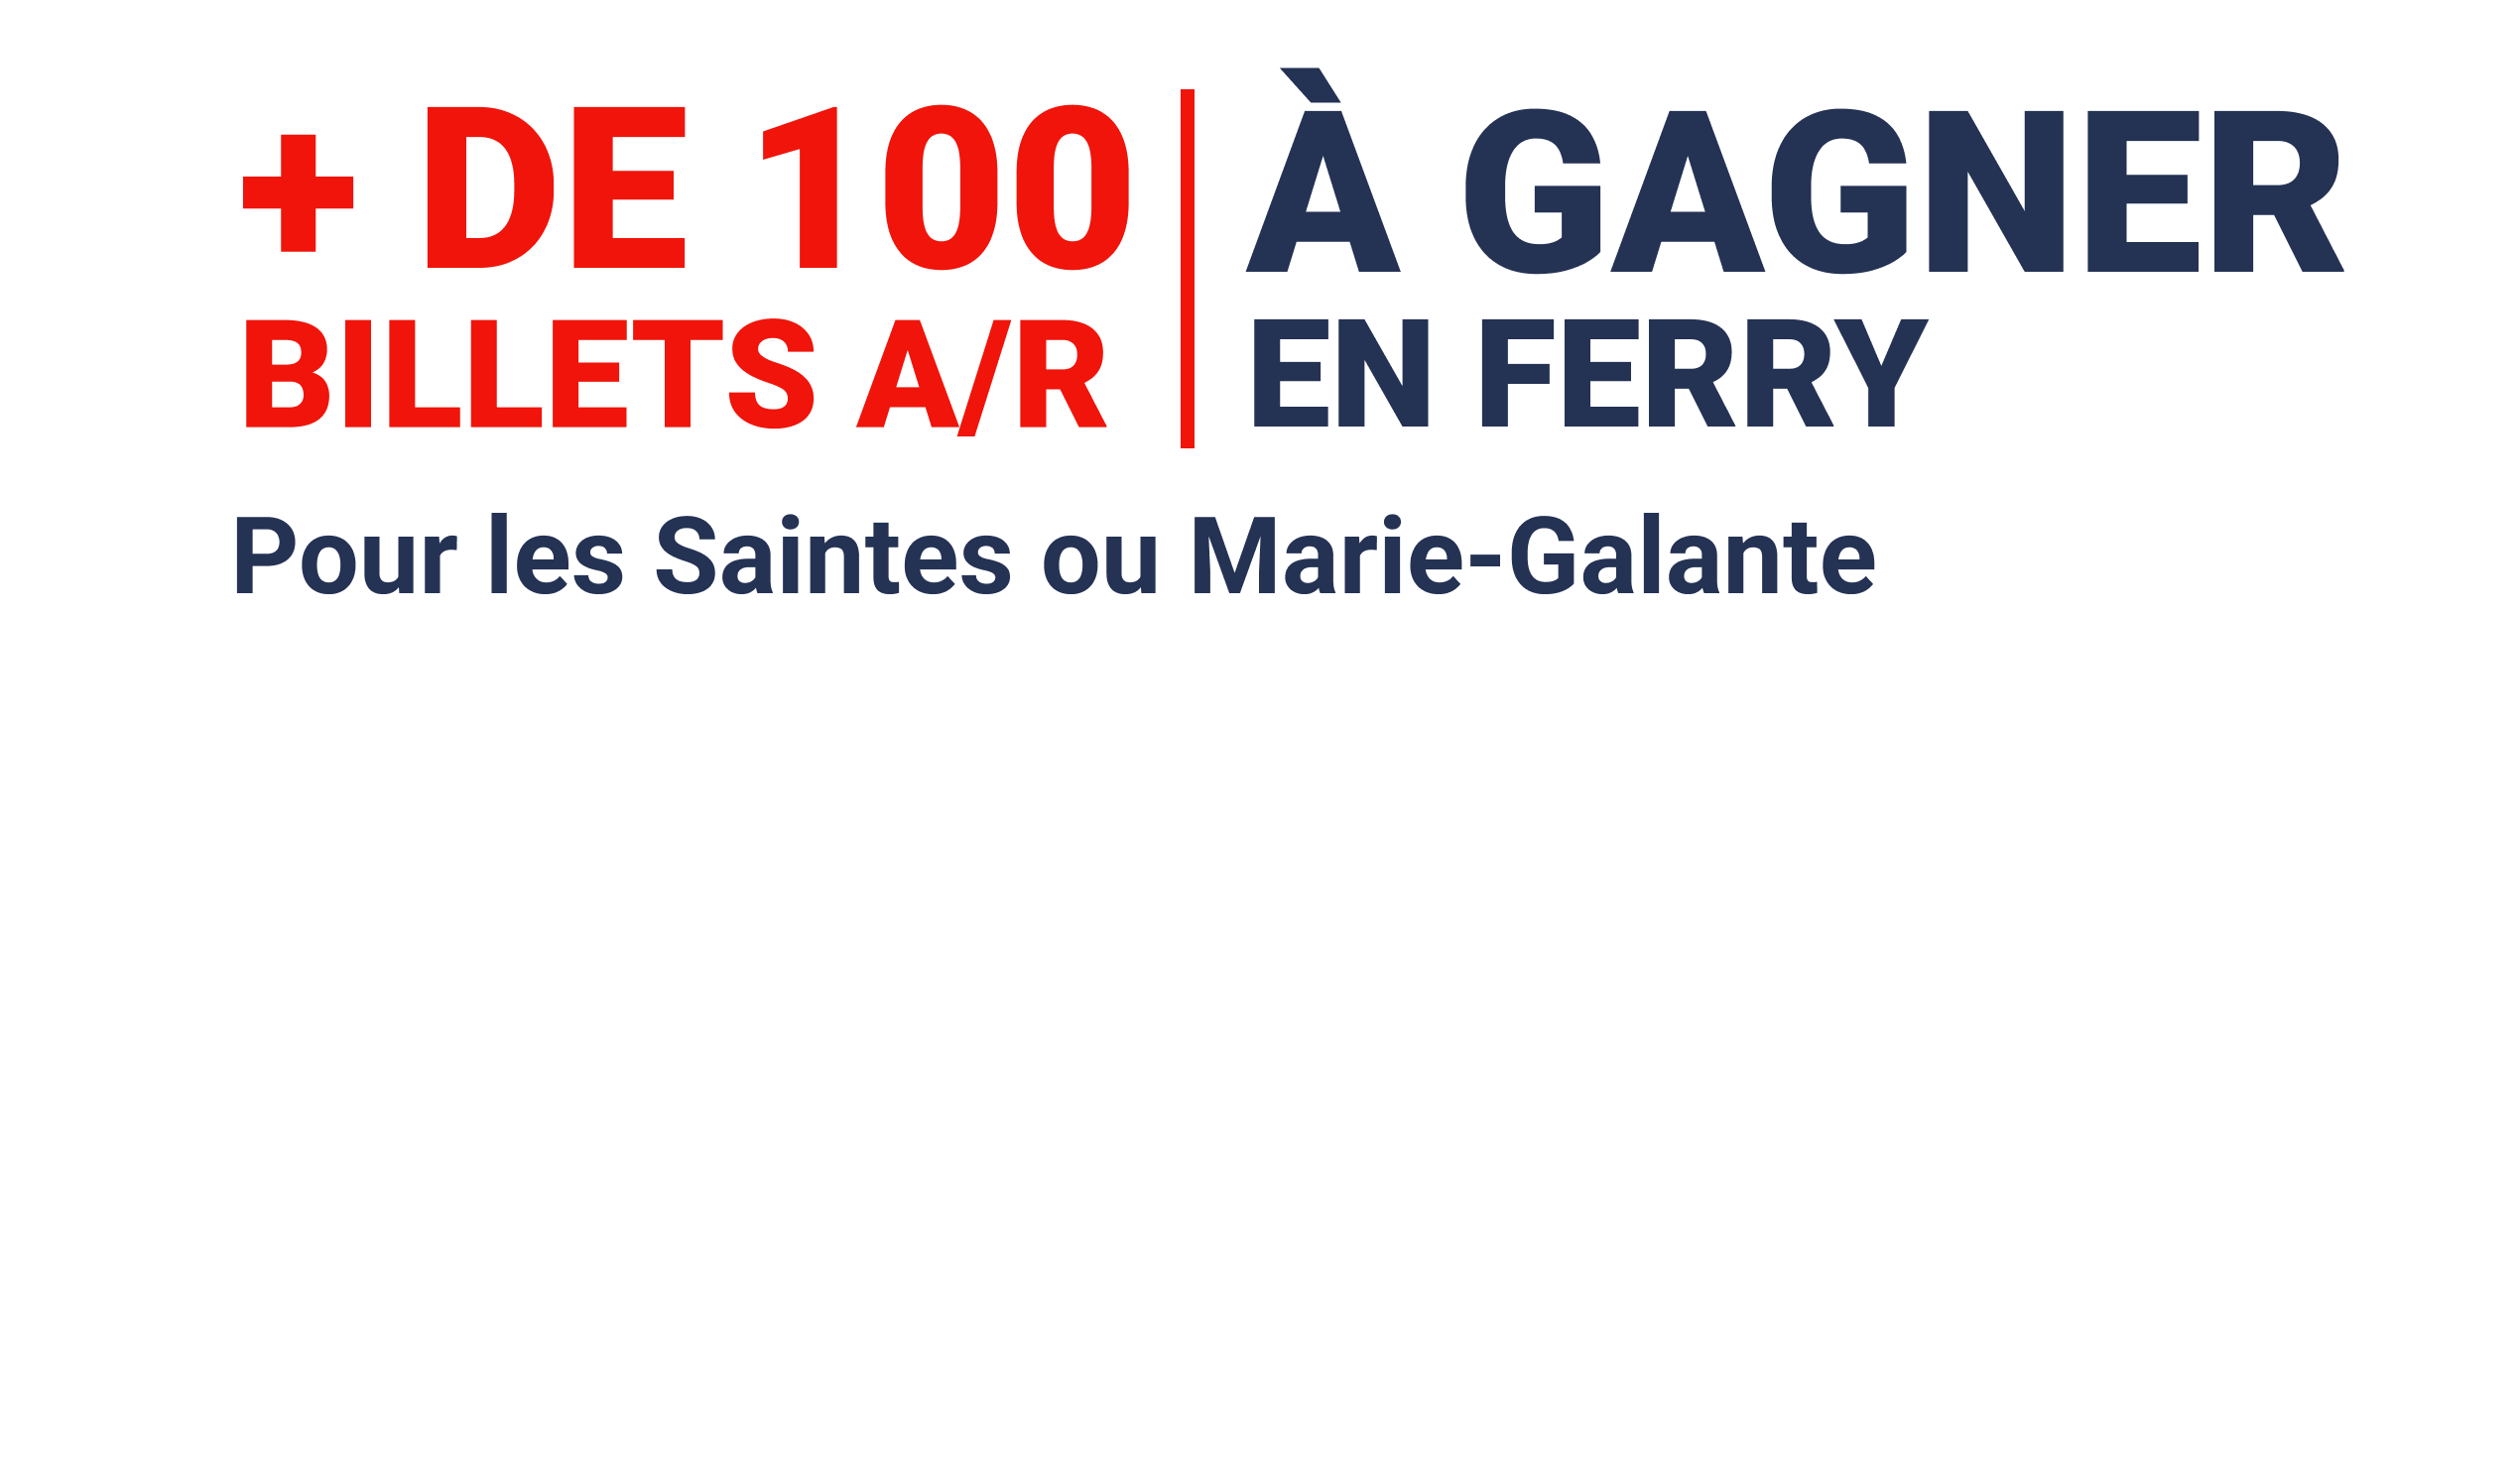 + DE 100
BILLETS A/R
À GAGNER
EN FERRY
Pour les Saintes ou Marie-Galante